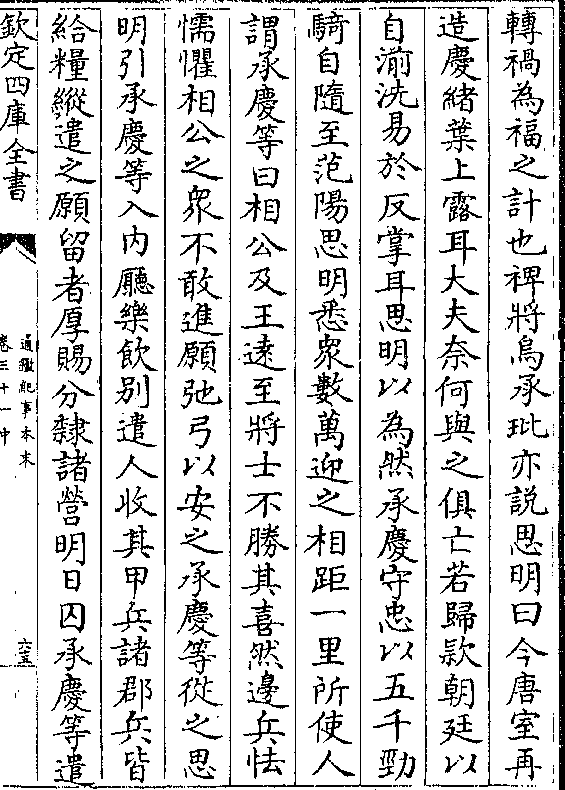 轉禍為福之計也裨將烏承玼亦説思明曰今唐室再
造慶緒葉上露耳大夫奈何與之俱亡若歸欵朝廷以
自湔洗易於反掌耳思明以為然承慶守忠以五千勁
騎自隨至范陽思明悉衆數萬迎之相距一里所使人
謂承慶等曰相公及王遠至將士不勝其喜然邊兵怯
懦懼相公之衆不敢進願弛弓以安之承慶等從之思
明引承慶等入内廳樂飲别遣人收其甲兵諸郡兵皆
給糧縱遣之願留者厚賜分隸諸營明日囚承慶等遣
欽定四庫全書
通鑑紀事本末
卷三十一中